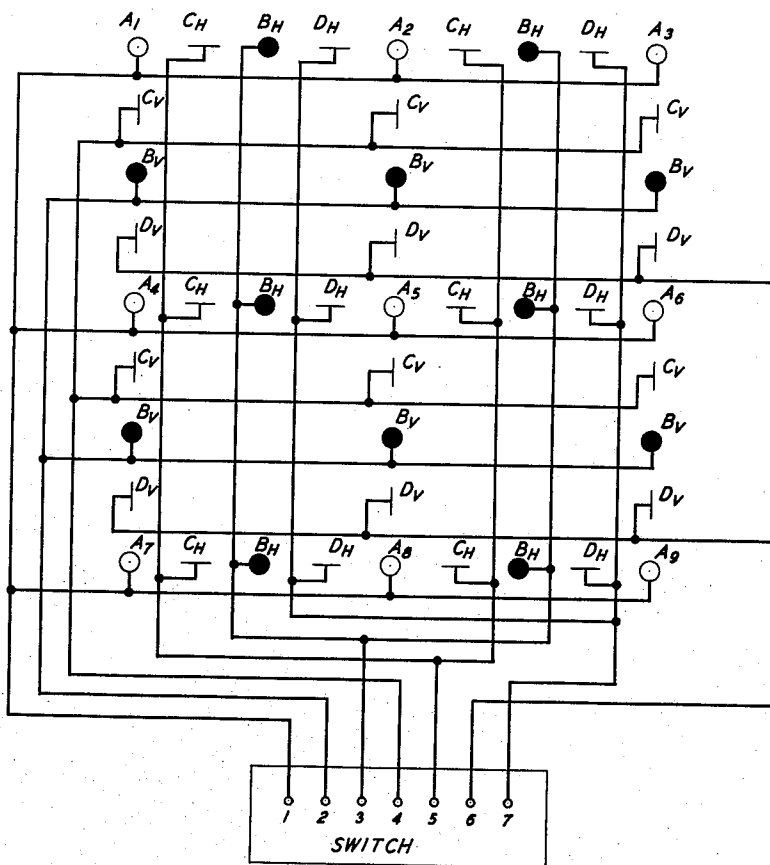 A1 CH BH DH A2 CH BH DH A3
CV CV CV
BV BV BV
DV DV DV
A4 CH BH DH A5 CH BH DH A6
CV CV CV
BV BV BV
DV DV DV
A7 CH BH DH A8 CH BH DH A9
1 2 3 4 5 6 7
SWITCH